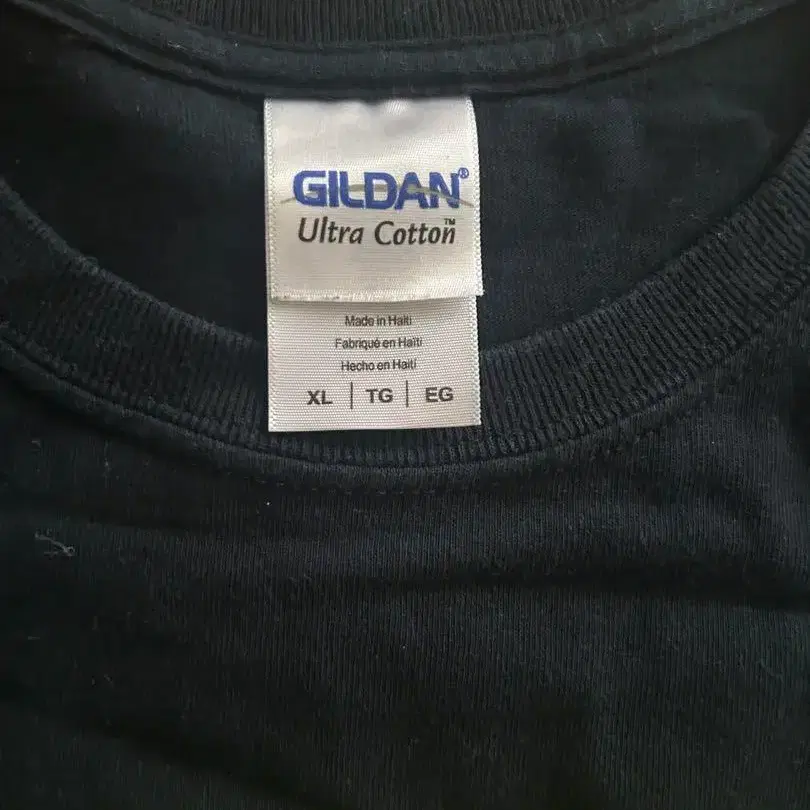 GILDAN®
Ultra Cotton™
Made in Haiti
Fabriqué en Haïti
Hecho en Haití
XL | TG | EG